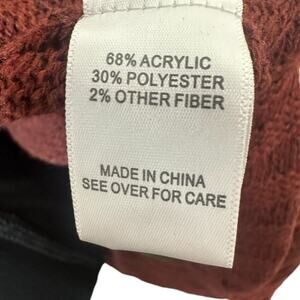 68% ACRYLIC
30% POLYESTER
2% OTHER FIBER
MADE IN CHINA
SEE OVER FOR CARE